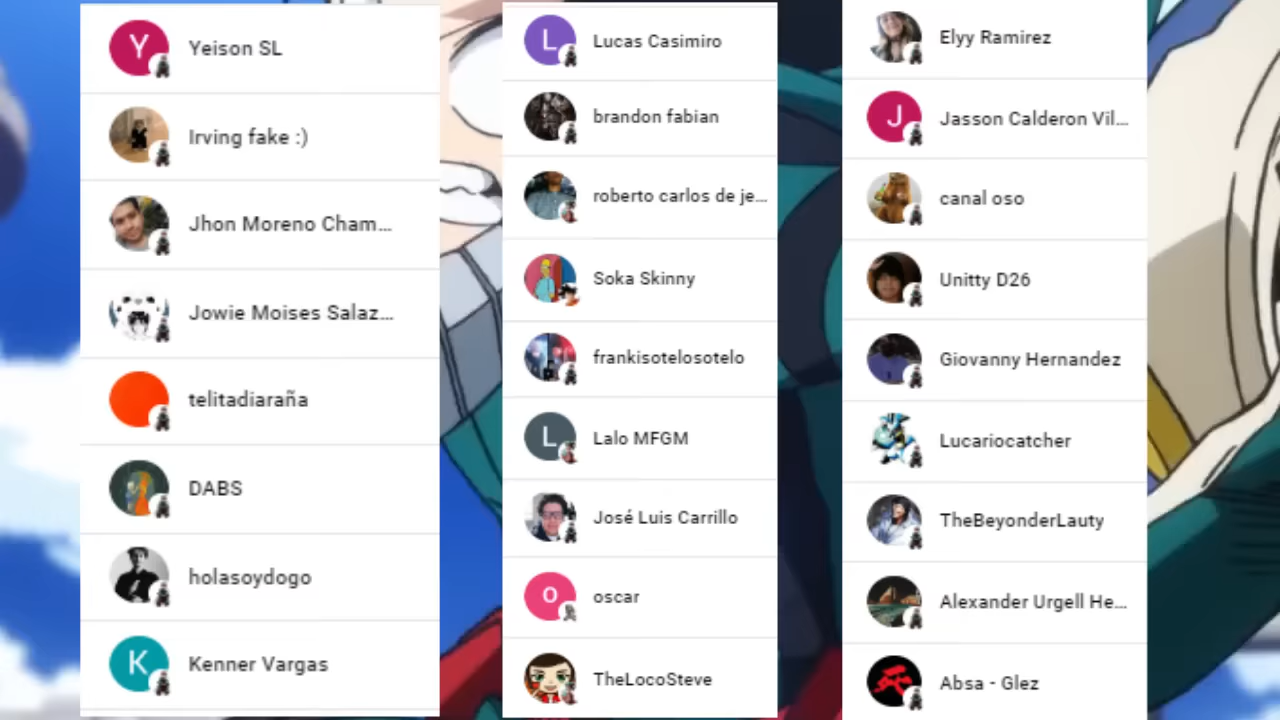 Y
Yeison SL
Irving fake :)
Jhon Moreno Cham...
Jowie Moises Salaz...
telitadiaraña
DABS
holasoydogo
K
Kenner Vargas
L
Lucas Casimiro
brandon fabian
roberto carlos de je...
Soka Skinny
frankisotelosotelo
L
Lalo MFGM
José Luis Carrillo
o
oscar
TheLocoSteve
Elyy Ramirez
J
Jasson Calderon Vil...
canal oso
Unitty D26
Giovanny Hernandez
Lucariocatcher
TheBeyonderLauty
Alexander Urgell He...
Absa - Glez